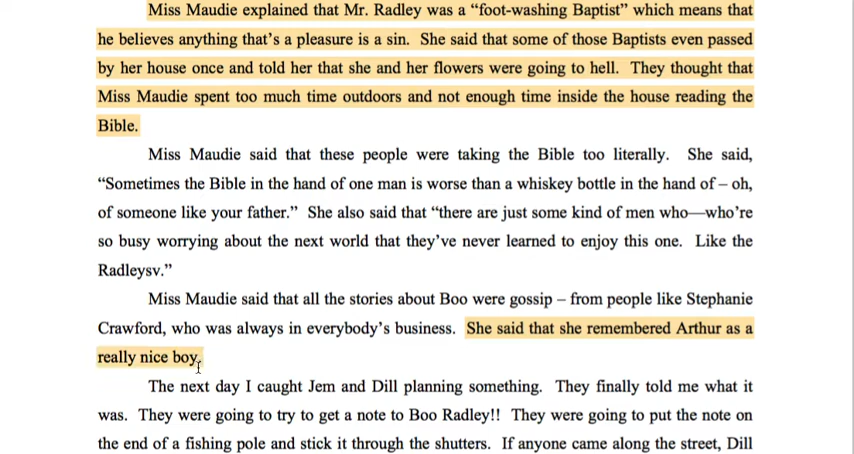 Miss Maudie explained that Mr. Radley was a “foot-washing Baptist” which means that
he believes anything that’s a pleasure is a sin.  She said that some of those Baptists even passed
by her house once and told her that she and her flowers were going to hell.  They thought that
Miss Maudie spent too much time outdoors and not enough time inside the house reading the
Bible.
Miss Maudie said that these people were taking the Bible too literally.  She said,
“Sometimes the Bible in the hand of one man is worse than a whiskey bottle in the hand of – oh,
of someone like your father.”  She also said that “there are just some kind of men who—who’re
so busy worrying about the next world that they’ve never learned to enjoy this one.  Like the
Radleysv.”
Miss Maudie said that all the stories about Boo were gossip – from people like Stephanie
Crawford, who was always in everybody’s business.  She said that she remembered Arthur as a
really nice boy.
The next day I caught Jem and Dill planning something.  They finally told me what it
was.  They were going to try to get a note to Boo Radley!!  They were going to put the note on
the end of a fishing pole and stick it through the shutters.  If anyone came along the street, Dill